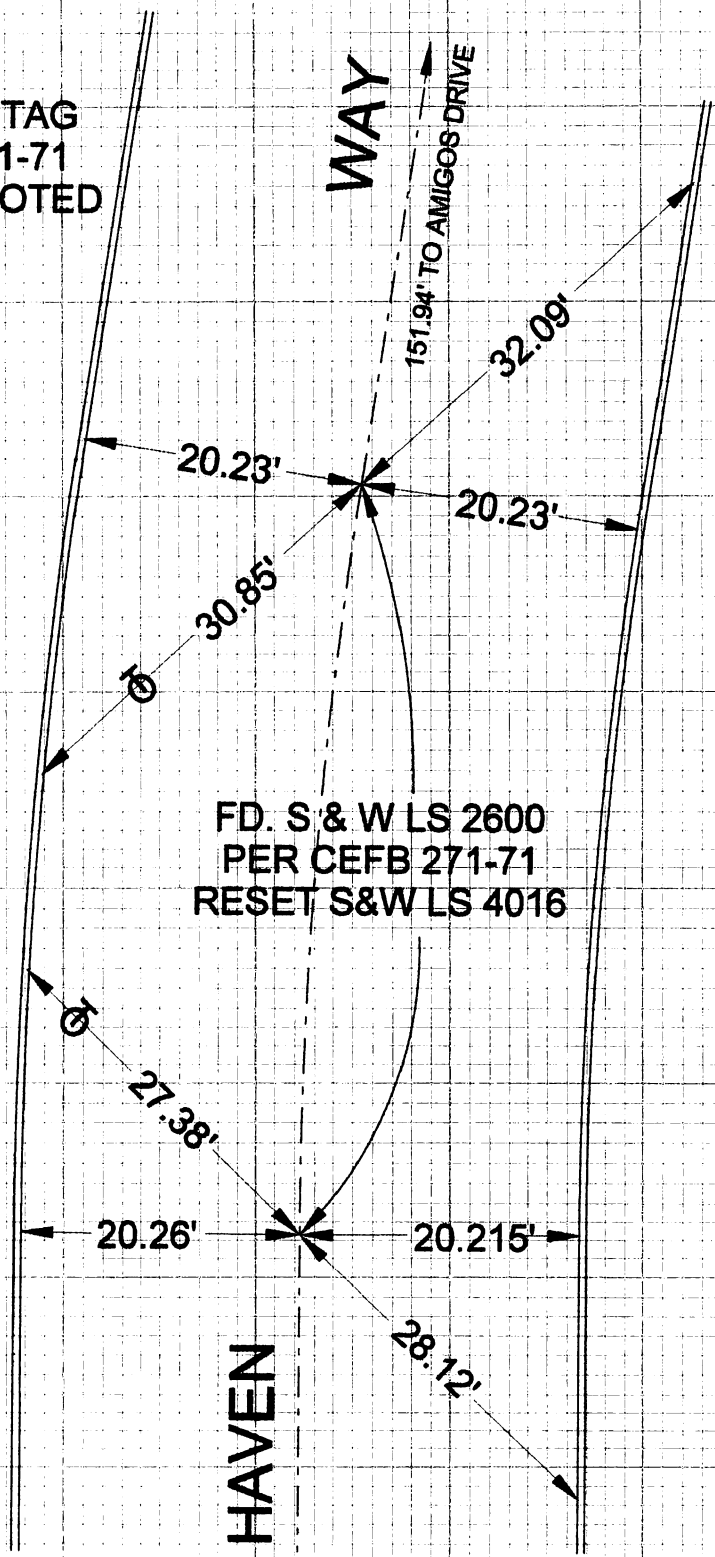 TAG
1-71
OTED
WAY
151.94' TO AMIGOS DRIVE
32.09'
20.23'
20.23'
30.85'
FD. S & W LS 2600
PER CEFB 271-71
RESET S&W LS 4016
27.38'
20.26'
20.215'
28.12'
HAVEN